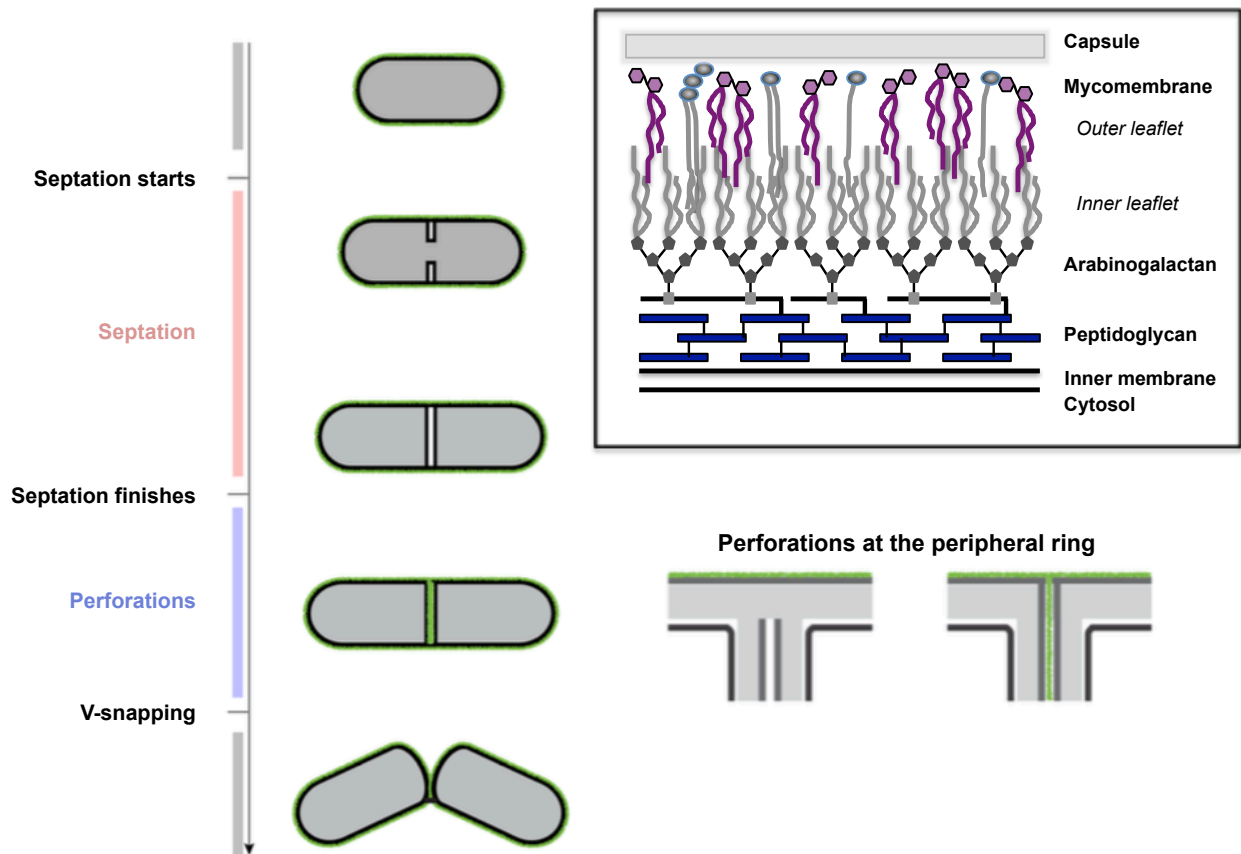 Septation starts
Septation
Septation finishes
Perforations
V-snapping
Capsule
Mycomembrane
Outer leaflet
Inner leaflet
Arabinogalactan
Peptidoglycan
Inner membrane
Cytosol
Perforations at the peripheral ring